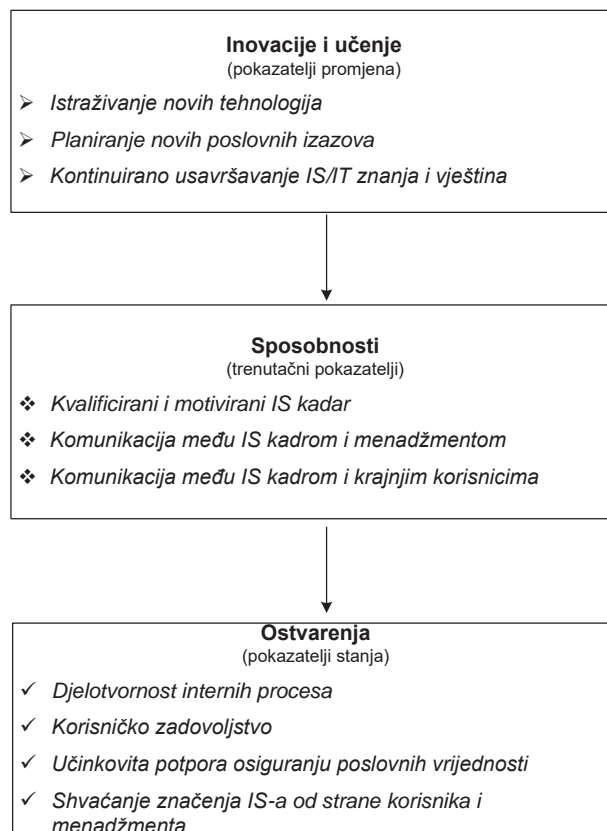 Inovacije i učenje
(pokazatelji promjena)
Istraživanje novih tehnologija
Planiranje novih poslovnih izazova
Kontinuirano usavršavanje IS/IT znanja i vještina
Sposobnosti
(trenutačni pokazatelji)
Kvalificirani i motivirani IS kadar
Komunikacija među IS kadrom i menadžmentom
Komunikacija među IS kadrom i krajnjim korisnicima
Ostvarenja
(pokazatelji stanja)
Djelotvornost internih procesa
Korisničko zadovoljstvo
Učinkovita potpora osiguranju poslovnih vrijednosti
Shvaćanje značenja IS-a od strane korisnika i
menadžmenta